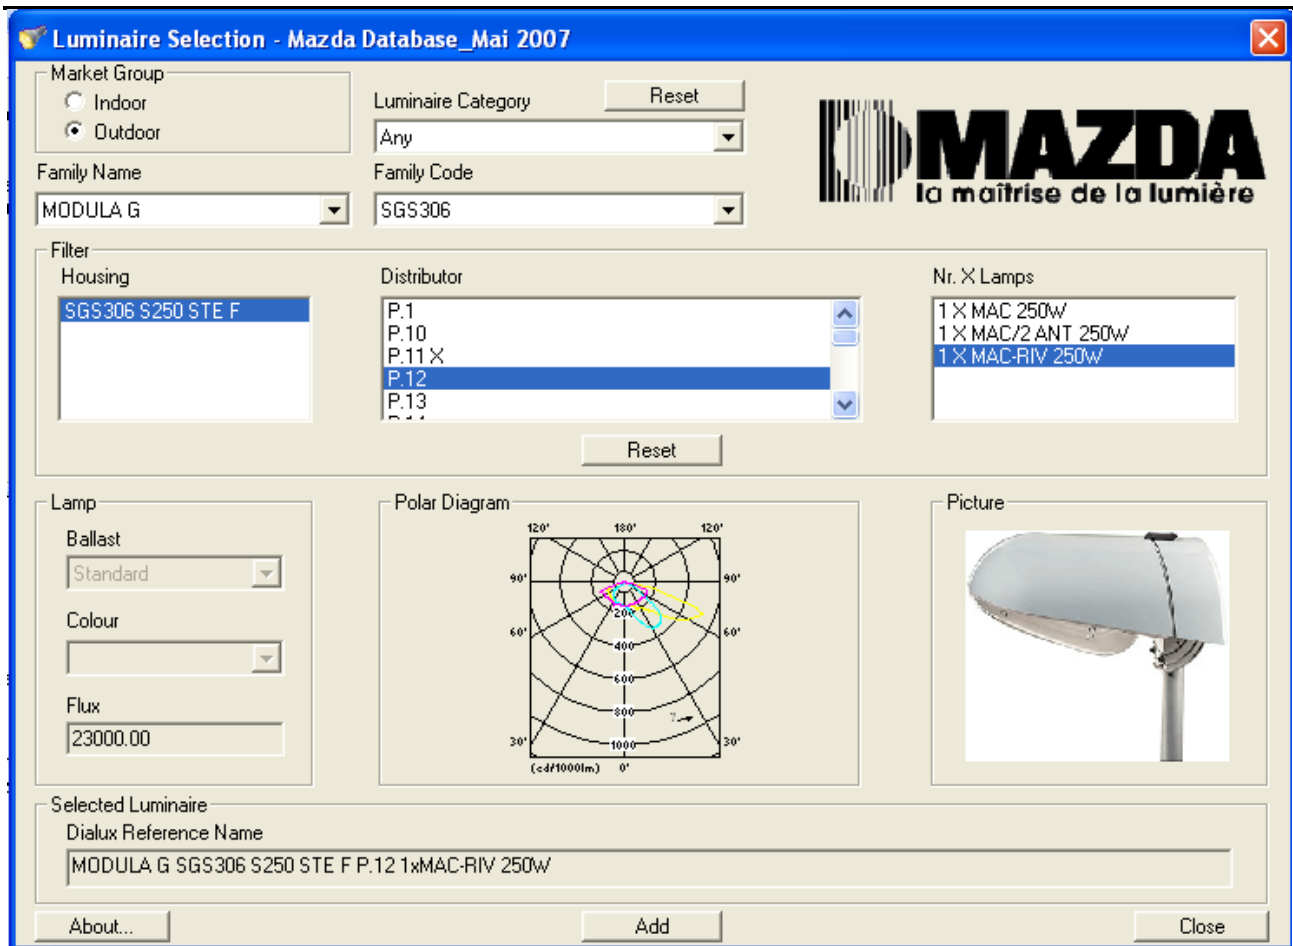 Luminaire Selection - Mazda Database_Mai 2007
Market Group
Indoor
Outdoor
Luminaire Category
Reset
Any
MAZDA
la maîtrise de la lumière
Family Name
Family Code
MODULA G
SGS306
Filter
Housing
Distributor
Nr. X Lamps
SGS306 S250 STE F
P.1
P.10
P.11 X
P.12
P.13
1 X MAC 250W
1 X MAC/2 ANT 250W
1 X MAC-RIV 250W
Reset
Lamp
Ballast
Standard
Colour
Flux
23000.00
Polar Diagram
120° 180° 120°
90° 90°
200
60° 60°
400
600
800
30° 1000 30°
(cd/1000lm) 0°
Picture
Selected Luminaire
Dialux Reference Name
MODULA G SGS306 S250 STE F P.12 1xMAC-RIV 250W
About...
Add
Close